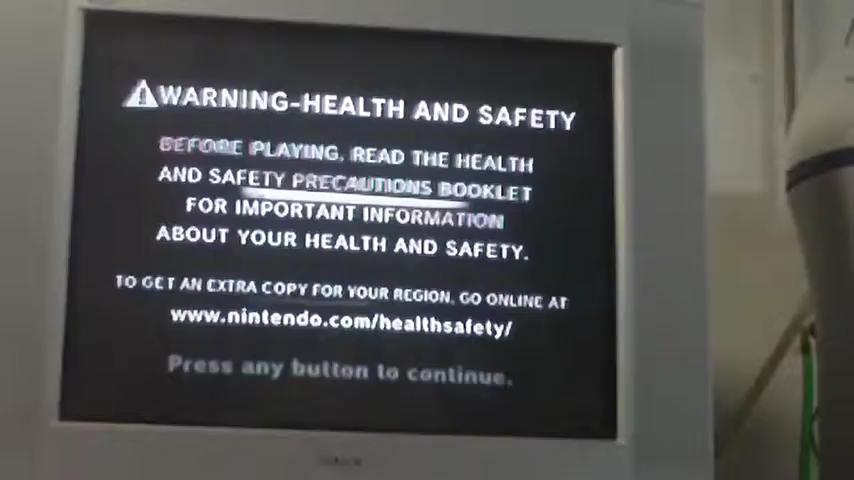 WARNING-HEALTH AND SAFETY
BEFORE PLAYING, READ THE HEALTH
AND SAFETY PRECAUTIONS BOOKLET
FOR IMPORTANT INFORMATION
ABOUT YOUR HEALTH AND SAFETY.
TO GET AN EXTRA COPY FOR YOUR REGION, GO ONLINE AT
www.nintendo.com/healthsafety/
Press any button to continue.